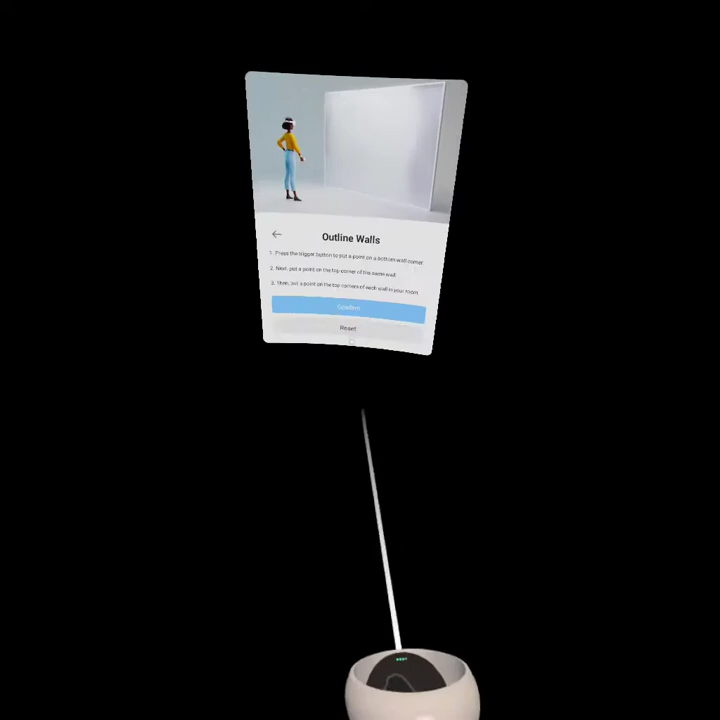 Outline Walls
1. Press the trigger button to put a point on a bottom wall corner
2. Next, put a point on the top corner of the same wall
3. Then, put a point on the top corners of each wall in your room
Confirm
Reset